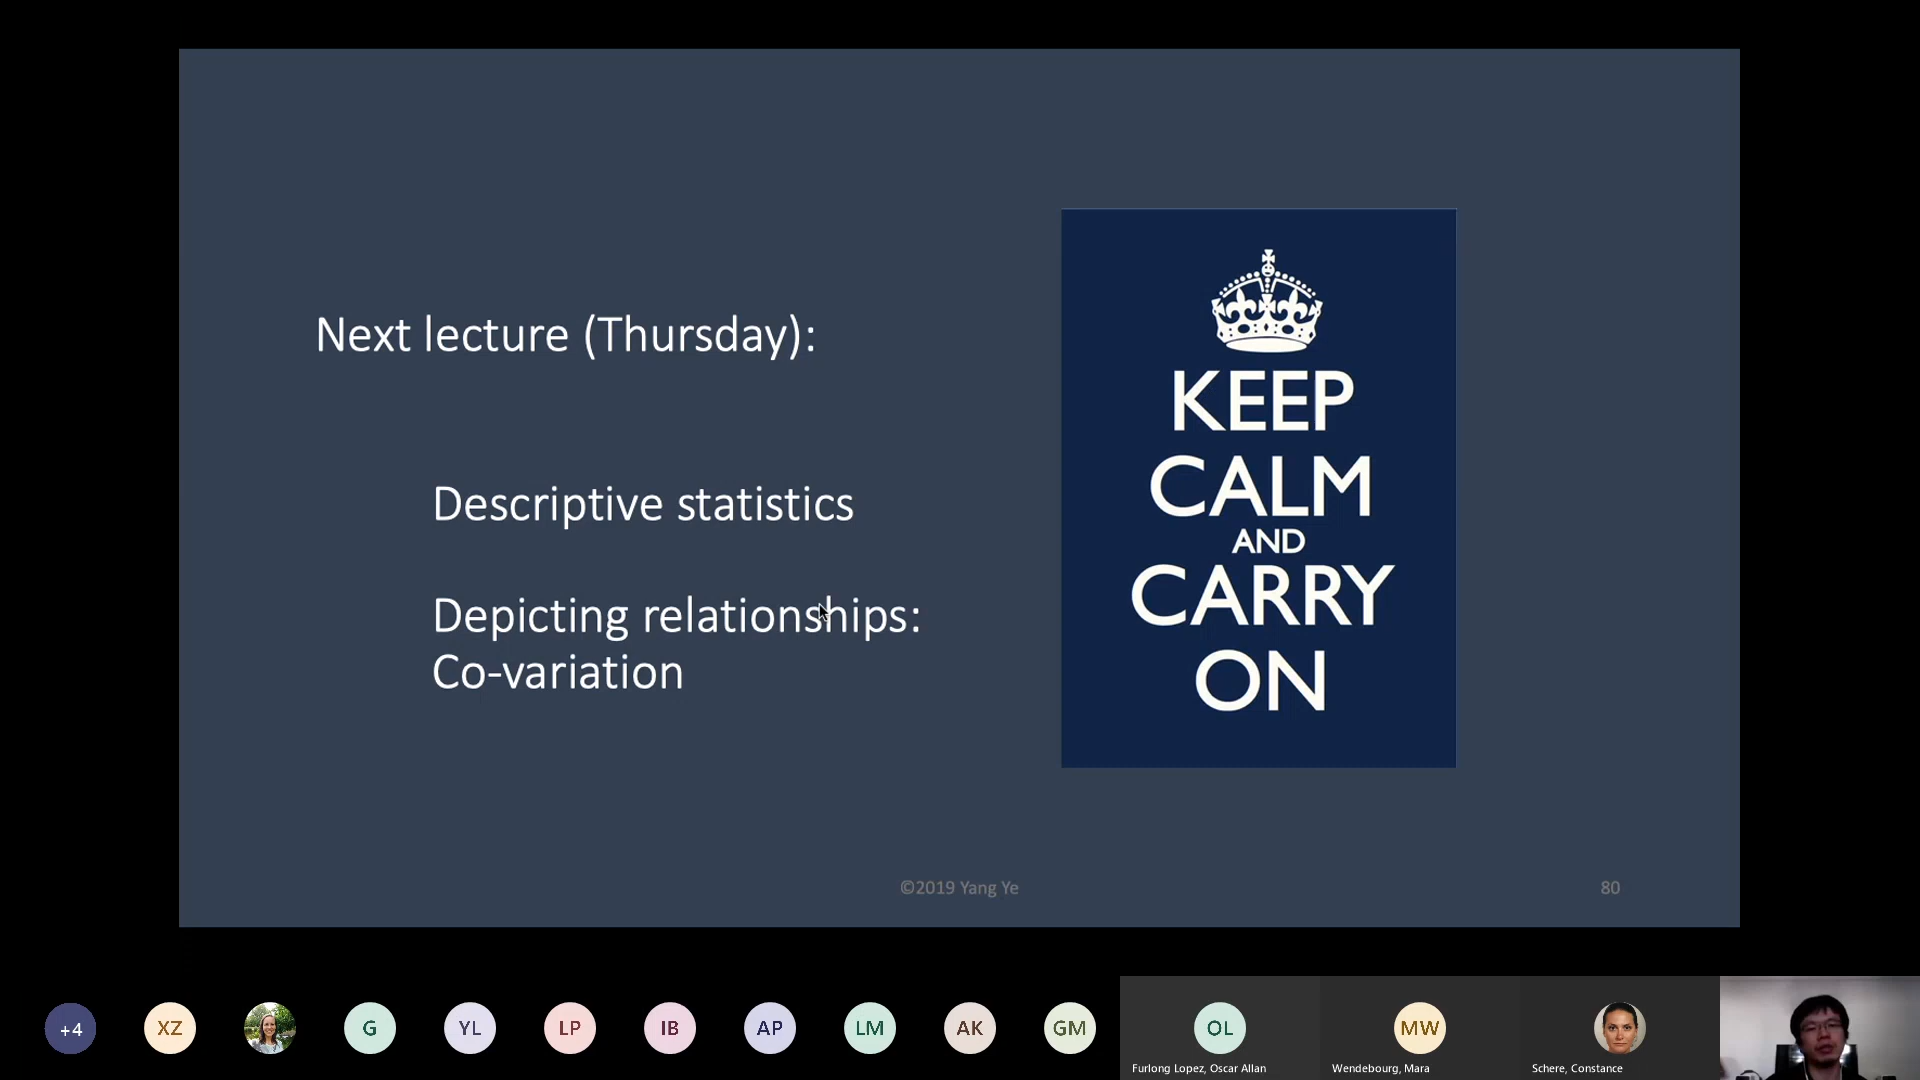 Next lecture (Thursday):
Descriptive statistics
Depicting relationships:
Co-variation
KEEP
CALM
AND
CARRY
ON
©2019 Yang Ye
80
+4
XZ
G
YL
LP
IB
AP
LM
AK
GM
OL
MW
Furlong Lopez, Oscar Allan
Wendebourg, Mara
Schere, Constance